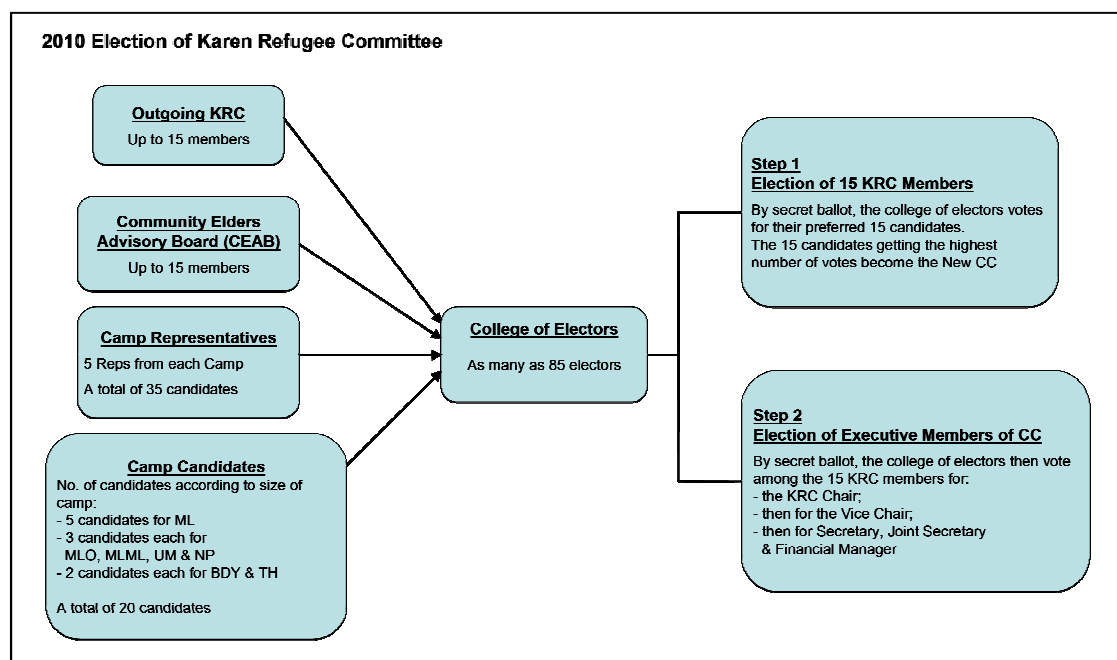 2010 Election of Karen Refugee Committee
Outgoing KRC
Up to 15 members
Community Elders
Advisory Board (CEAB)
Up to 15 members
Camp Representatives
5 Reps from each Camp
A total of 35 candidates
Camp Candidates
No. of candidates according to size of
camp:
- 5 candidates for ML
- 3 candidates each for
MLO, MLML, UM & NP
- 2 candidates each for BDY & TH
A total of 20 candidates
College of Electors
As many as 85 electors
Step 1
Election of 15 KRC Members
By secret ballot, the college of electors votes
for their preferred 15 candidates.
The 15 candidates getting the highest
number of votes become the New CC
Step 2
Election of Executive Members of CC
By secret ballot, the college of electors then vote
among the 15 KRC members for:
- the KRC Chair;
- then for the Vice Chair;
- then for Secretary, Joint Secretary
& Financial Manager